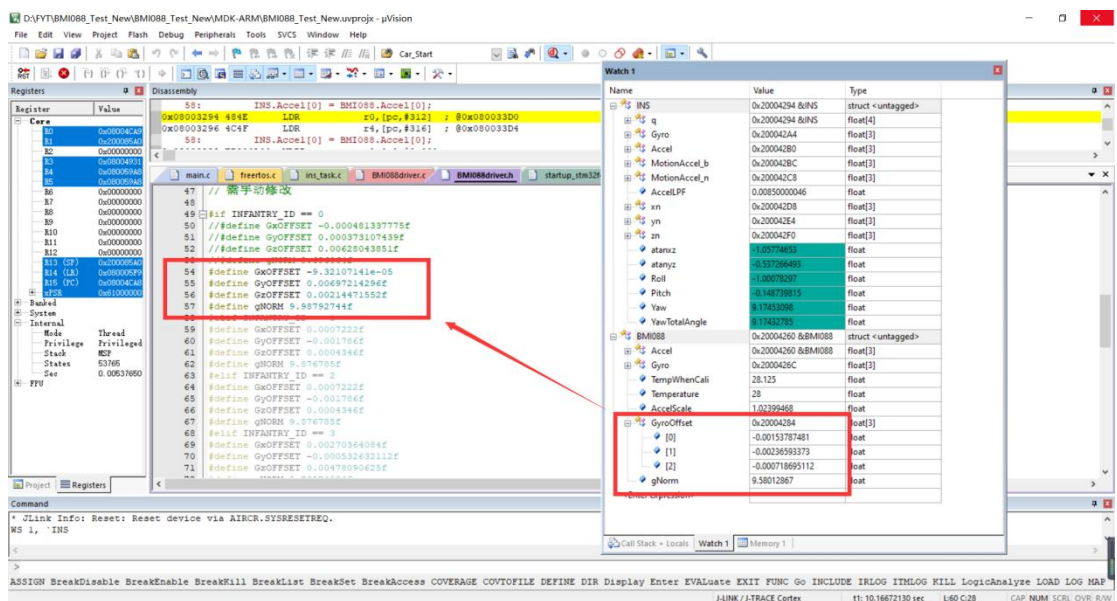 D:\FYT\BMI088_Test_New\BMI088_Test_New\MDK-ARM\BMI088_Test_New.uvprojx - µVision
File Edit View Project Flash Debug Peripherals Tools SVCS Window Help
Car_Start
Registers
Register Value
Core
R0 0x08004CA9
R1 0x200085A0
R2 0x00000000
R3 0x08004931
R4 0x080059A8
R5 0x080059A8
R6 0x00000000
R7 0x00000000
R8 0x00000000
R9 0x00000000
R10 0x00000000
R11 0x00000000
R12 0x00000000
R13 (SP) 0x200085A0
R14 (LR) 0x080005F9
R15 (PC) 0x08004CA8
xPSR 0x61000000
Banked
System
Internal
Mode Thread
Privilege Privileged
Stack MSP
States 53765
Sec 0.00537650
FPU
Project Registers
Disassembly
58: INS.Accel[0] = BMI088.Accel[0];
0x08003294 484E LDR r0,[pc,#312] ; @0x080033D0
0x08003296 4C4F LDR r4,[pc,#316] ; @0x080033D4
58: INS.Accel[0] = BMI088.Accel[0];
main.c freertos.c ins_task.c BMI088driver.c BMI088driver.h startup_stm32f
47 // 需手动修改
48
49 #if INFANTRY_ID == 0
50 //#define GxOFFSET -0.000481337775f
51 //#define GyOFFSET 0.000373107439f
52 //#define GzOFFSET 0.00628043851f
54 #define GxOFFSET -9.32107141e-05
55 #define GyOFFSET 0.00697214296f
56 #define GzOFFSET 0.00214471552f
57 #define gNORM 9.98792744f
59 #define GxOFFSET 0.0007222f
60 #define GyOFFSET -0.001786f
61 #define GzOFFSET 0.0004346f
62 #define gNORM 9.876785f
63 #elif INFANTRY_ID == 2
64 #define GxOFFSET 0.0007222f
65 #define GyOFFSET -0.001786f
66 #define GzOFFSET 0.0004346f
67 #define gNORM 9.876785f
68 #elif INFANTRY_ID == 3
69 #define GxOFFSET 0.00270364084f
70 #define GyOFFSET -0.000532632112f
71 #define GzOFFSET 0.00478090625f
Watch 1
Name Value Type
INS 0x20004294 &INS struct <untagged>
q 0x20004294 &INS float[4]
Gyro 0x200042A4 float[3]
Accel 0x200042B0 float[3]
MotionAccel_b 0x200042BC float[3]
MotionAccel_n 0x200042C8 float[3]
AccelLPF 0.00850000046 float
xn 0x200042D8 float[3]
yn 0x200042E4 float[3]
zn 0x200042F0 float[3]
atanxz -1.05774653 float
atanyz -0.537266493 float
Roll -1.00078297 float
Pitch -0.148739815 float
Yaw 9.17453098 float
YawTotalAngle 9.17432785 float
BMI088 0x20004260 &BMI088 struct <untagged>
Accel 0x20004260 &BMI088 float[3]
Gyro 0x2000426C float[3]
TempWhenCali 28.125 float
Temperature 28 float
AccelScale 1.02399468 float
GyroOffset 0x20004284 float[3]
[0] -0.00153787481 float
[1] -0.00236593373 float
[2] -0.000718695112 float
gNorm 9.58012867 float
<Enter expression>
Call Stack + Locals Watch 1 Memory 1
Command
* JLink Info: Reset: Reset device via AIRCR.SYSRESETREQ.
WS 1, `INS
>
ASSIGN BreakDisable BreakEnable BreakKill BreakList BreakSet BreakAccess COVERAGE COVTOFILE DEFINE DIR Display Enter EVALuate EXIT FUNC Go INCLUDE IRLOG ITMLOG KILL LogicAnalyze LOAD LOG MAP
J-LINK / J-TRACE Cortex t1: 10.16672130 sec L:60 C:28 CAP NUM SCRL OVR R/W